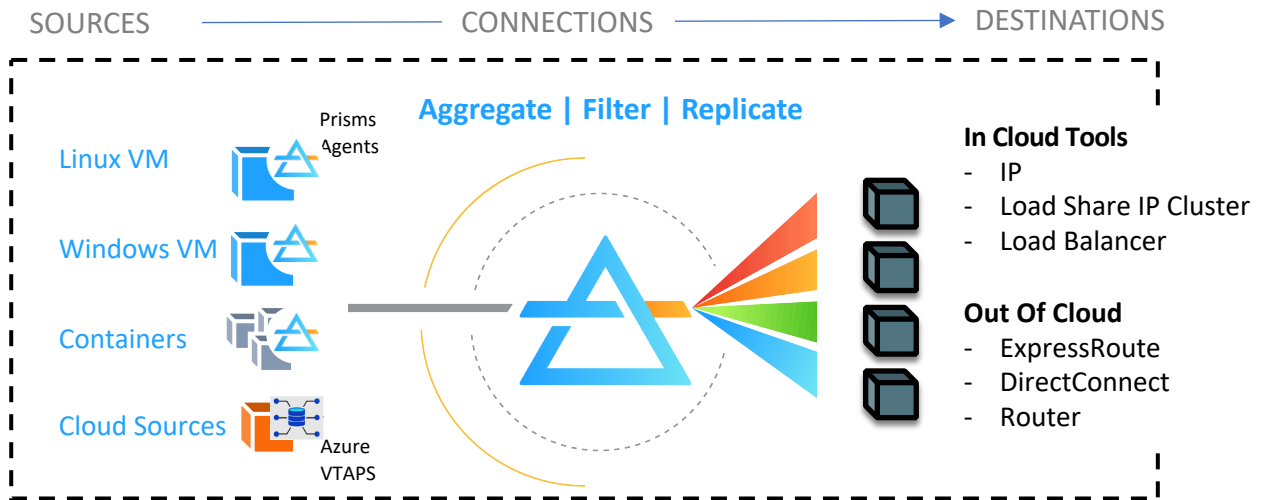 SOURCES
CONNECTIONS
DESTINATIONS
Aggregate | Filter | Replicate
Prisms
Agents
Linux VM
Windows VM
Containers
Cloud Sources
Azure
VTAPS
In Cloud Tools
- IP
- Load Share IP Cluster
- Load Balancer
Out Of Cloud
- ExpressRoute
- DirectConnect
- Router